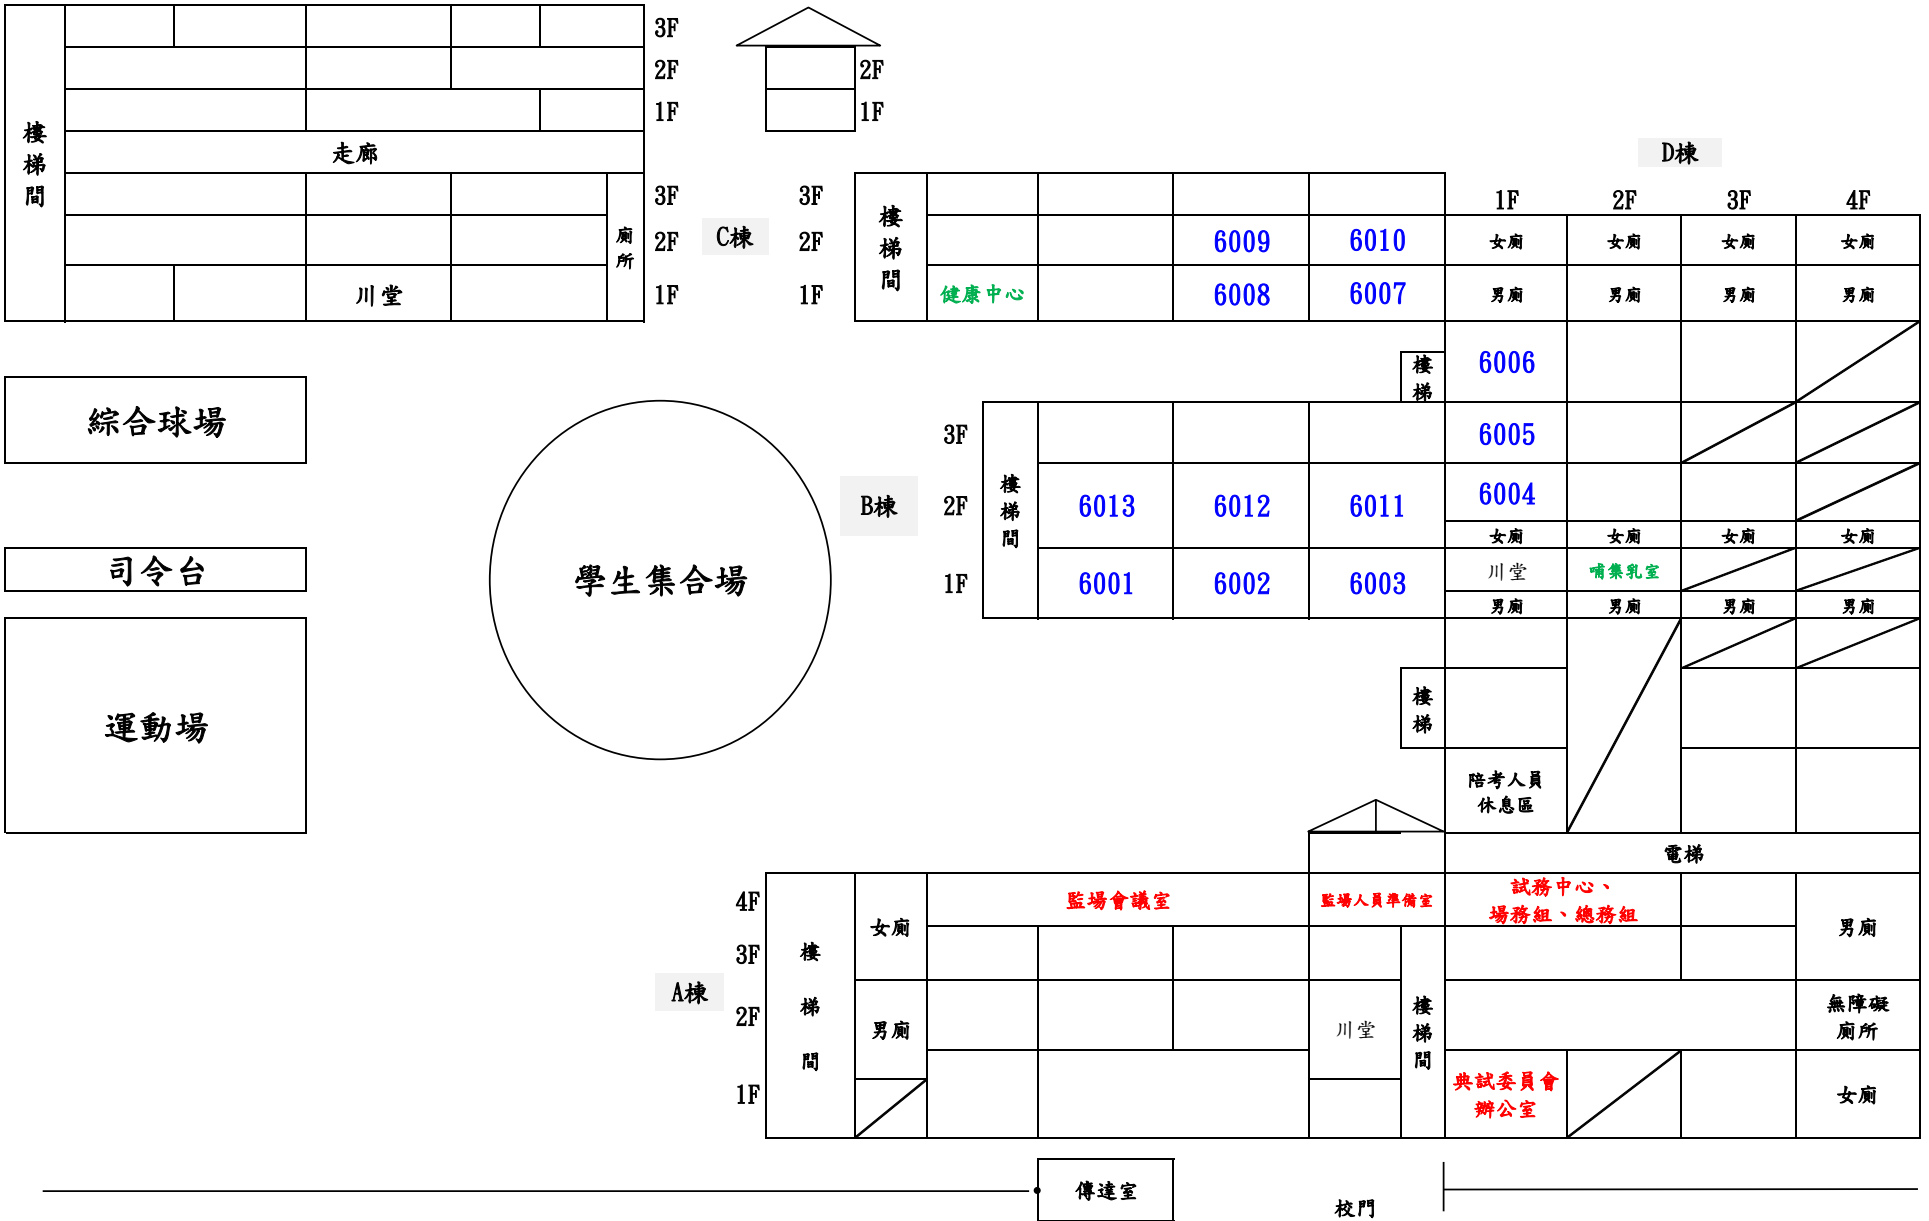 3F
2F
2F
1F
1F
樓梯間
走廊
D棟
3F
3F
1F
2F
3F
4F
樓梯間
廁所
2F
C棟
2F
6009
6010
女廁
女廁
女廁
女廁
川堂
1F
1F
健康中心
6008
6007
男廁
男廁
男廁
男廁
樓梯
6006
綜合球場
3F
6005
樓梯間
B棟
2F
6013
6012
6011
6004
女廁
女廁
女廁
女廁
司令台
學生集合場
1F
6001
6002
6003
川堂
哺集乳室
男廁
男廁
男廁
男廁
運動場
樓梯
陪考人員
休息區
電梯
4F
監場會議室
監場人員準備室
試務中心、
場務組、總務組
女廁
男廁
3F
樓梯間
A棟
2F
男廁
川堂
樓梯間
無障礙
廁所
1F
典試委員會
辦公室
女廁
傳達室
校門